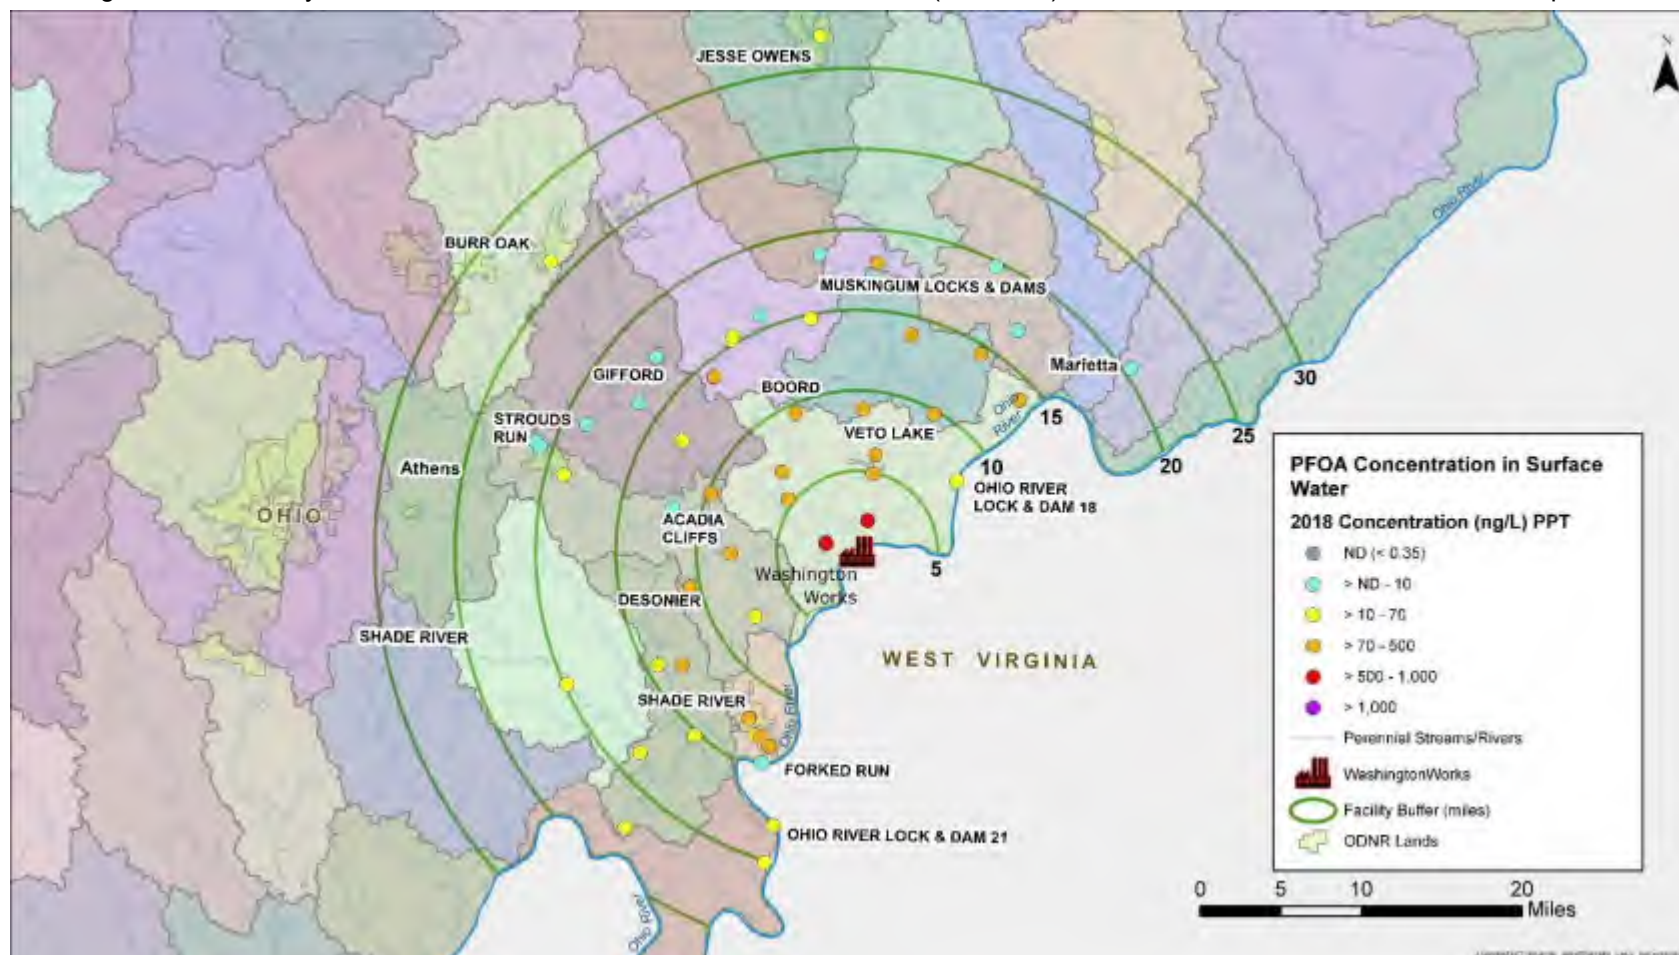 JESSE OWENS
N
BURR OAK
Ohio River
MUSKINGUM LOCKS & DAMS
GIFFORD
BOORD
Marietta
30
STROUDS
RUN
VETO LAKE
Ohio
River
15
25
Athens
10
20
OHIO RIVER
LOCK & DAM 18
OHIO
ACADIA
CLIFFS
Washington
Works
5
DESONIER
SHADE RIVER
WEST VIRGINIA
SHADE RIVER
Ohio River
FORKED RUN
OHIO RIVER LOCK & DAM 21
Ohio River
PFOA Concentration in Surface
Water
2018 Concentration (ng/L) PPT
ND (< 0.35)
> ND - 10
> 10 - 70
> 70 - 500
> 500 - 1.000
> 1,000
Perennial Streams/Rivers
WashingtonWorks
Facility Buffer (miles)
ODNR Lands
0 5 10 20
Miles